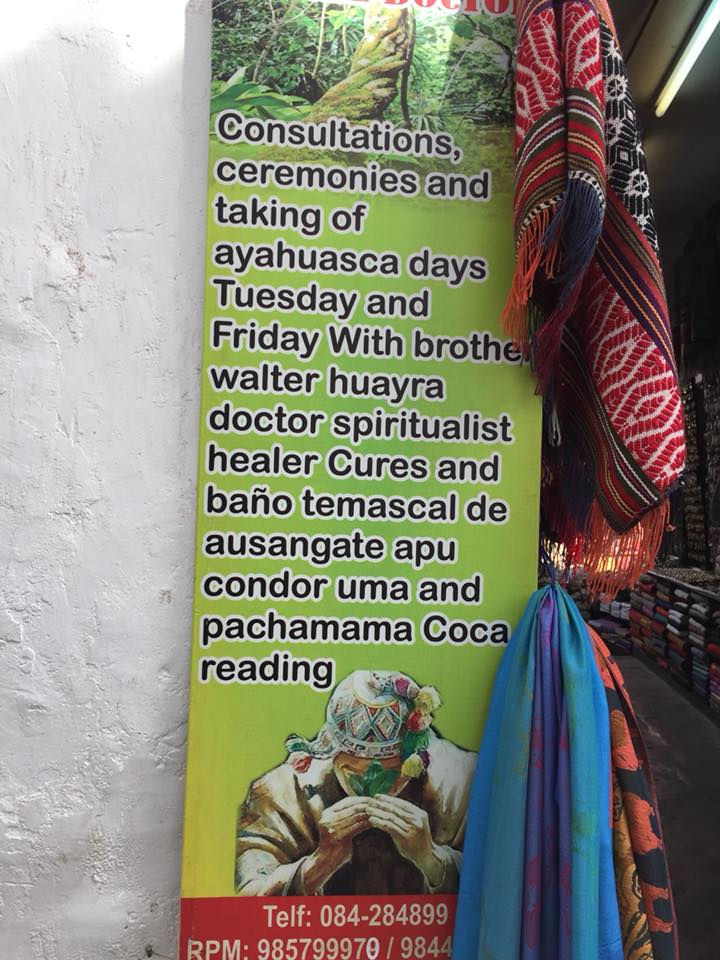 DOCTOR
Consultations,
ceremonies and
taking of
ayahuasca days
Tuesday and
Friday With brothe
walter huayra
doctor spiritualist
healer Cures and
baño temascal de
ausangate apu
condor uma and
pachamama Coca
reading
Telf: 084-284899
RPM: 985799970 / 9844